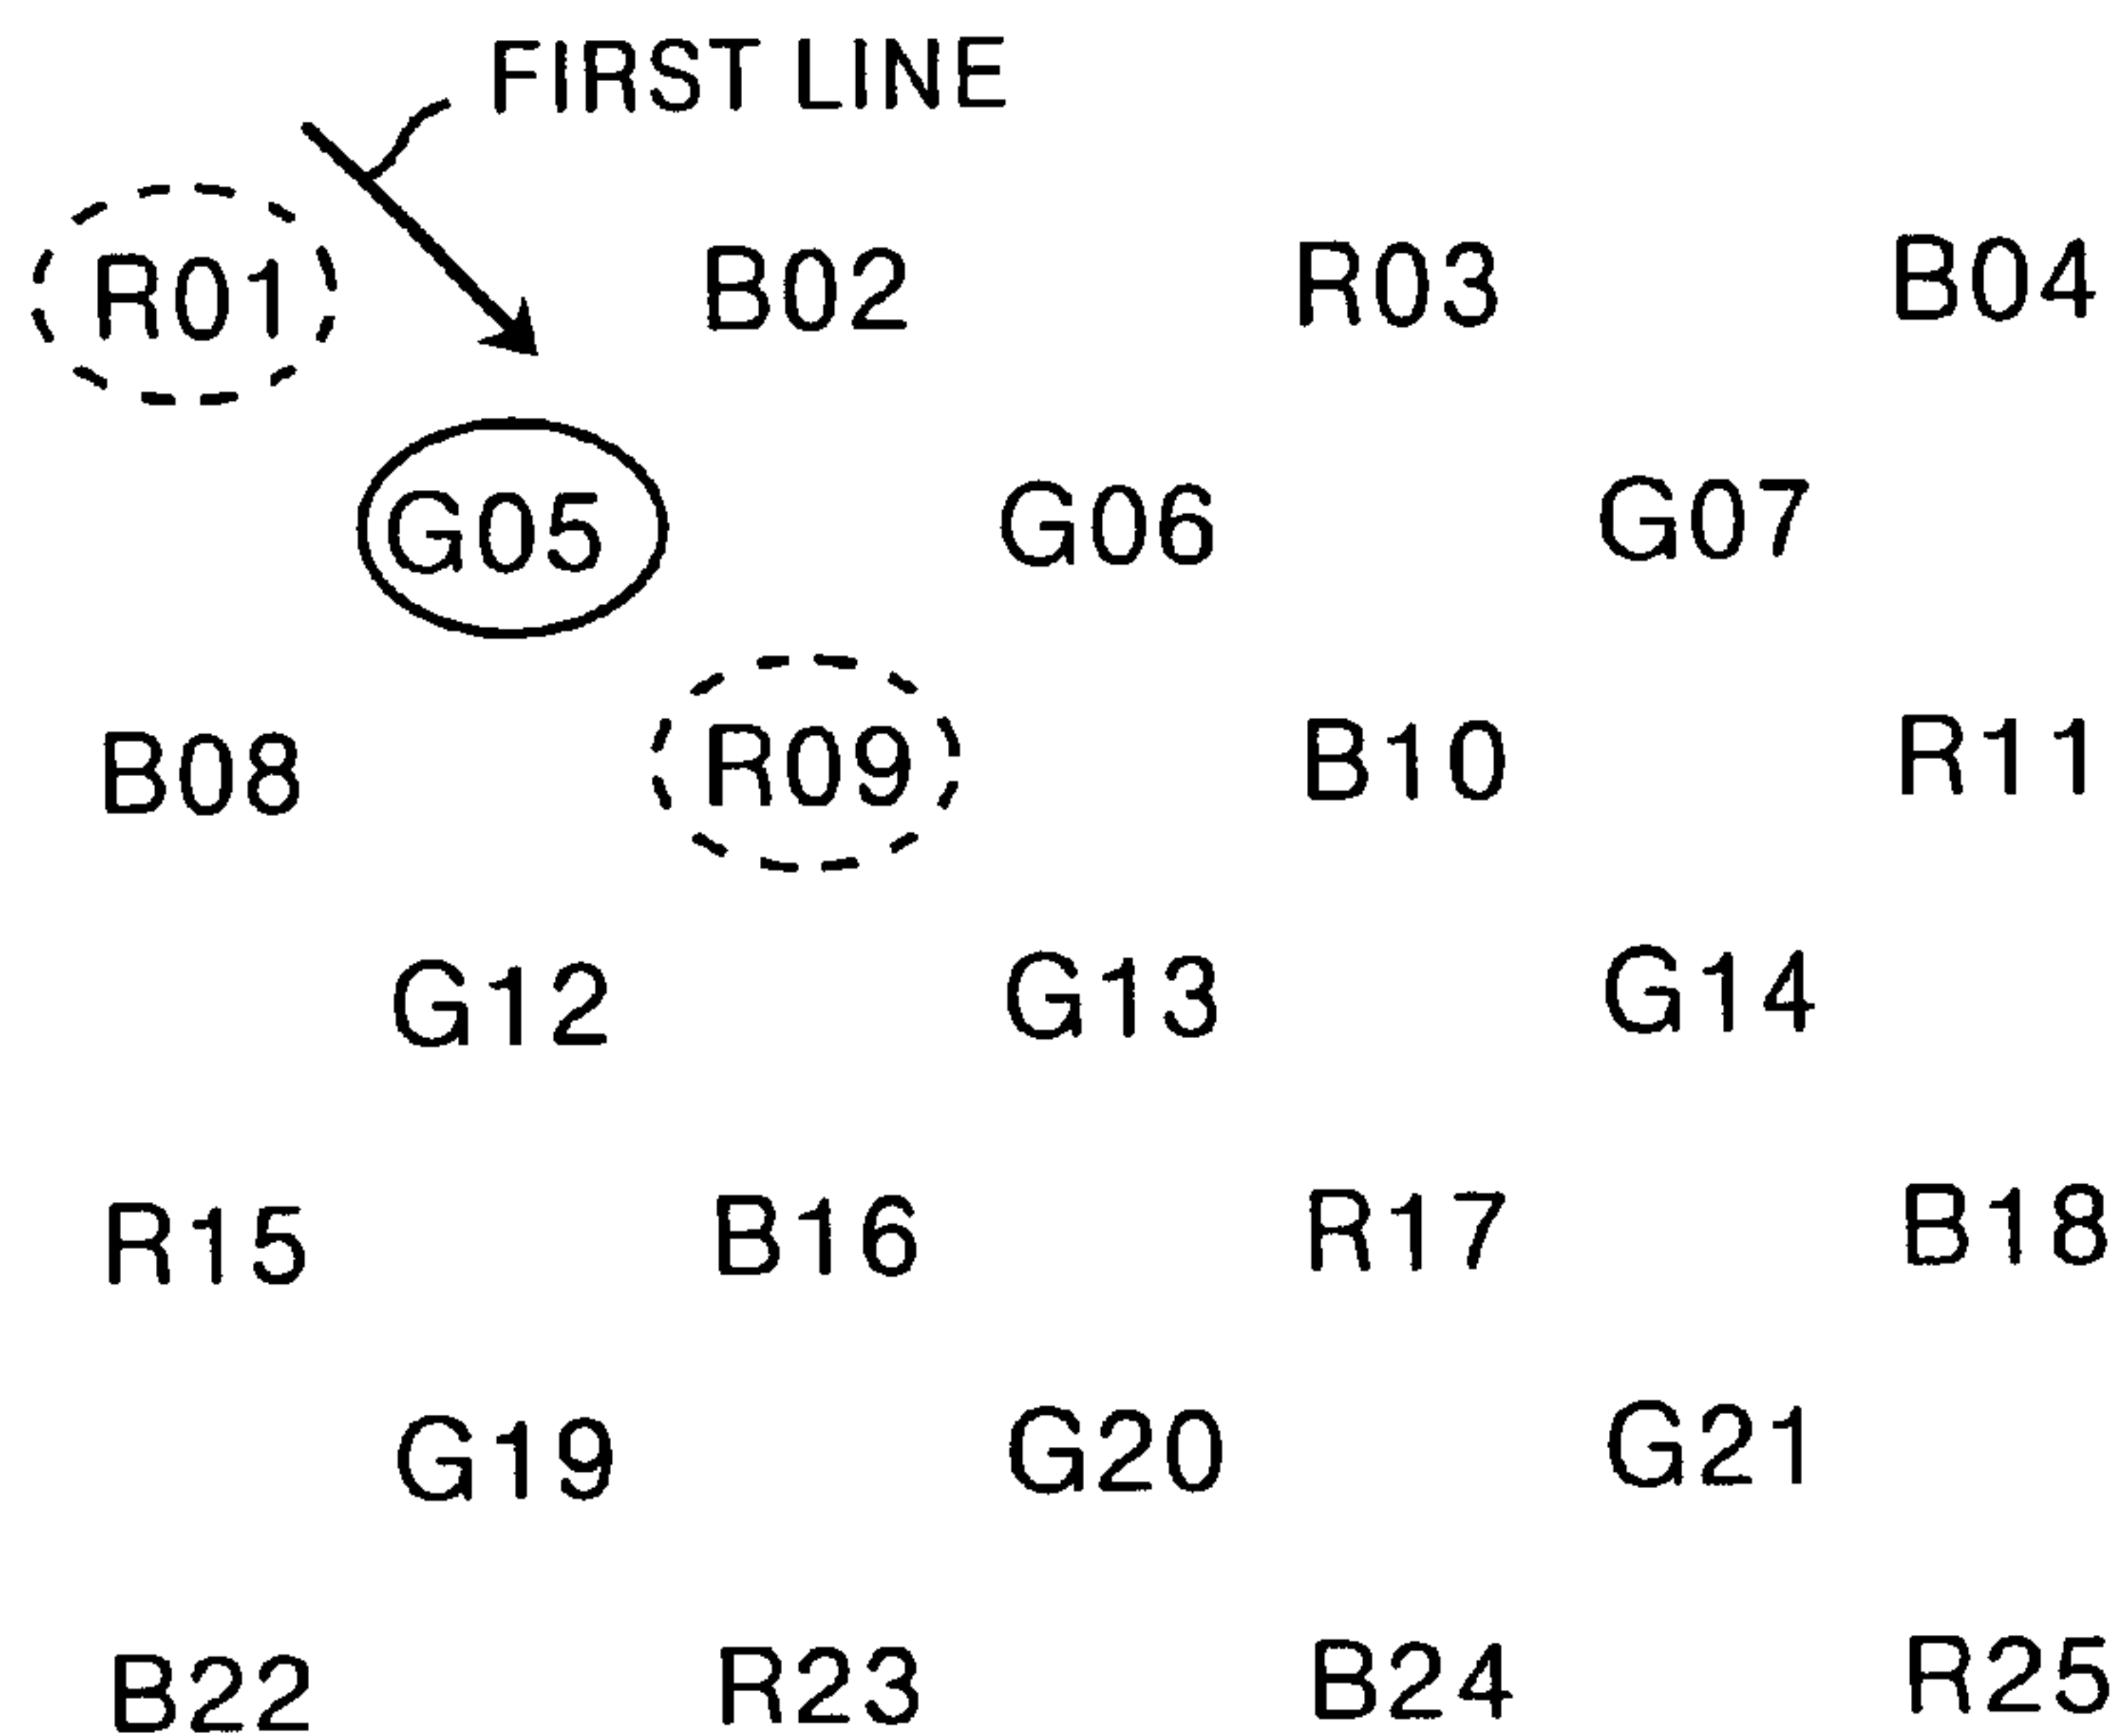 FIRST LINE
R01 B02 R03 B04
G05 G06 G07
B08 R09 B10 R11
G12 G13 G14
R15 B16 R17 B18
G19 G20 G21
B22 R23 B24 R25